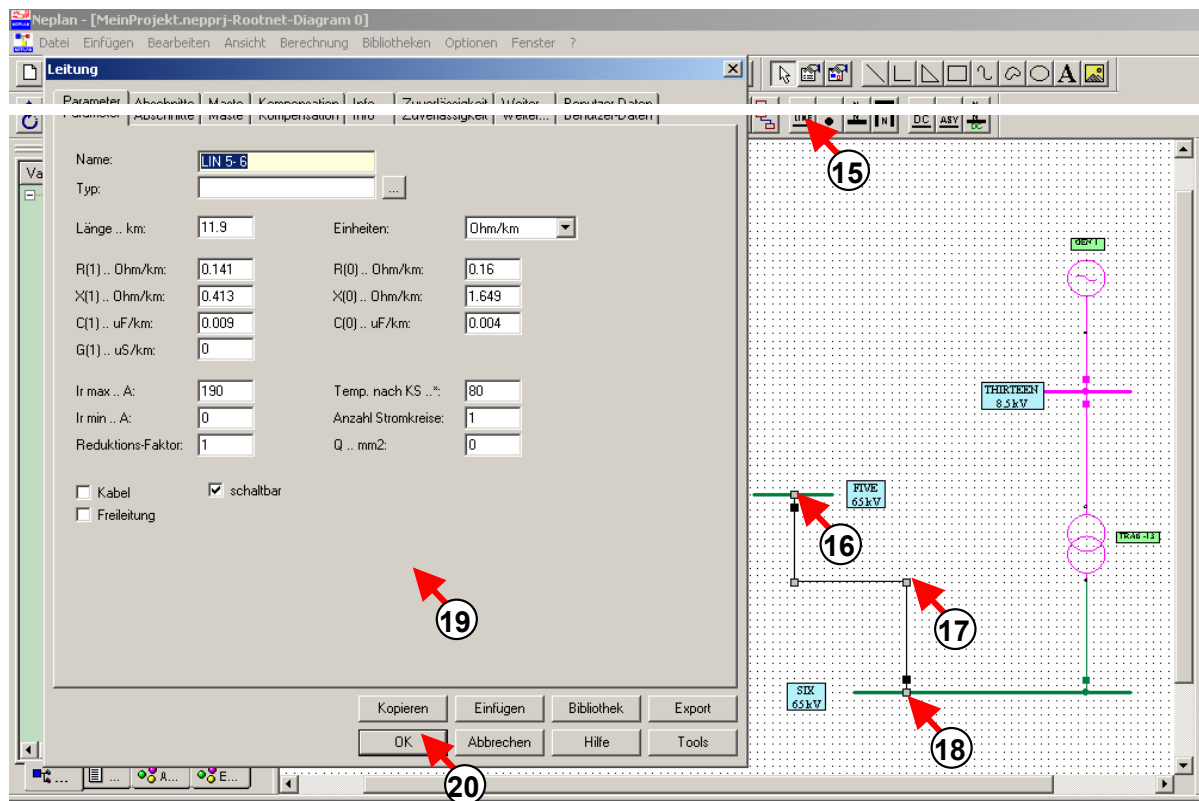 Neplan - [MeinProjekt.nepprj-Rootnet-Diagram 0]
Datei Einfügen Bearbeiten Ansicht Berechnung Bibliotheken Optionen Fenster ?
Leitung
A
Parameter Abschnitte Maste Kompensation Info Zuverlässigkeit Weiter... Benutzer-Daten
LINE N N DC ASY N DC
15
Va
Name: LIN 5- 6
Typ: ...
Länge .. km: 11.9 Einheiten: Ohm/km
R(1) .. Ohm/km: 0.141 R(0) .. Ohm/km: 0.16
X(1) .. Ohm/km: 0.413 X(0) .. Ohm/km: 1.649
C(1) .. uF/km: 0.009 C(0) .. uF/km: 0.004
G(1) .. uS/km: 0
Ir max .. A: 190 Temp. nach KS ..*: 80
Ir min .. A: 0 Anzahl Stromkreise: 1
Reduktions-Faktor: 1 Q .. mm2: 0
Kabel schaltbar
Freileitung
19
Kopieren Einfügen Bibliothek Export
OK Abbrechen Hilfe Tools
20
THIRTEEN
8.5kV
FIVE
65kV
16
17
SIX
65kV
18
... ... A... E...